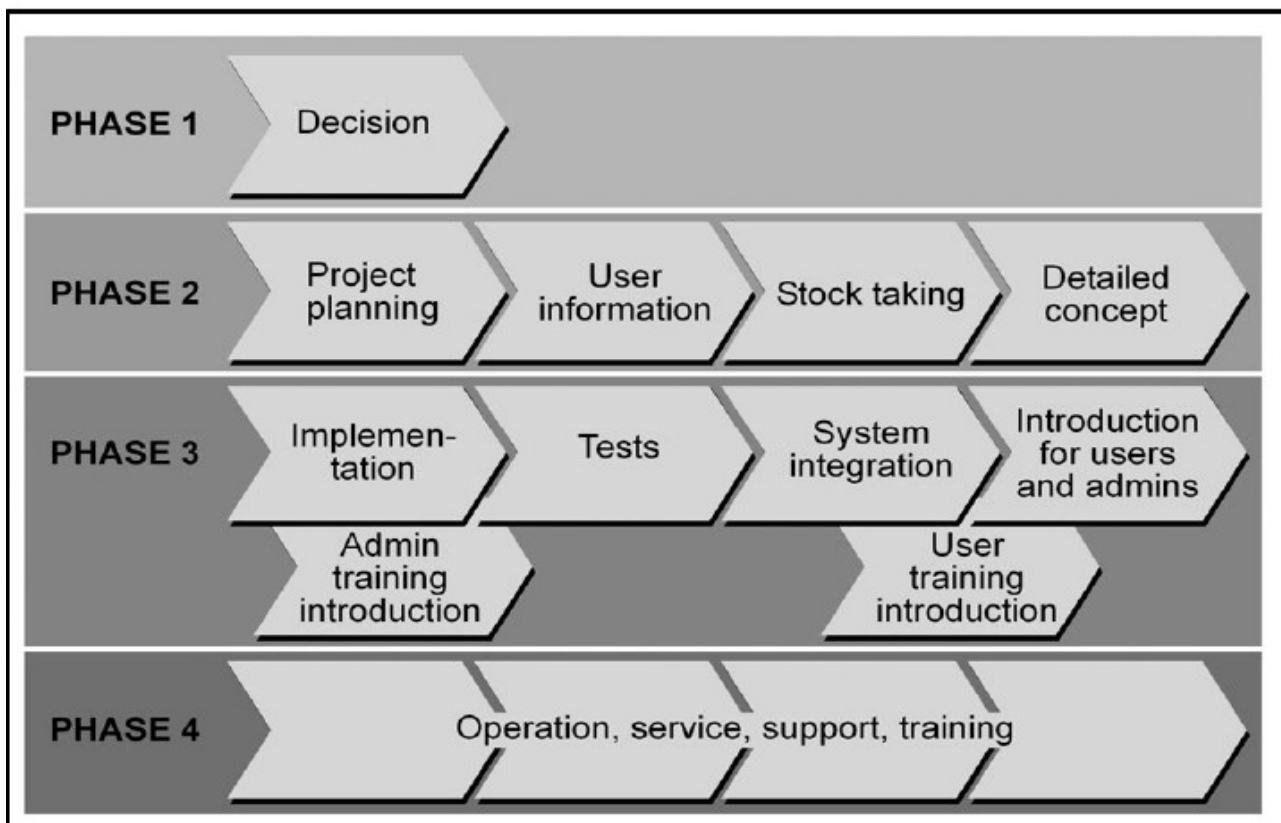 PHASE 1
Decision
PHASE 2
Project
planning
User
information
Stock taking
Detailed
concept
PHASE 3
Implemen-
tation
Tests
System
integration
Introduction
for users
and admins
Admin
training
introduction
User
training
introduction
PHASE 4
Operation, service, support, training